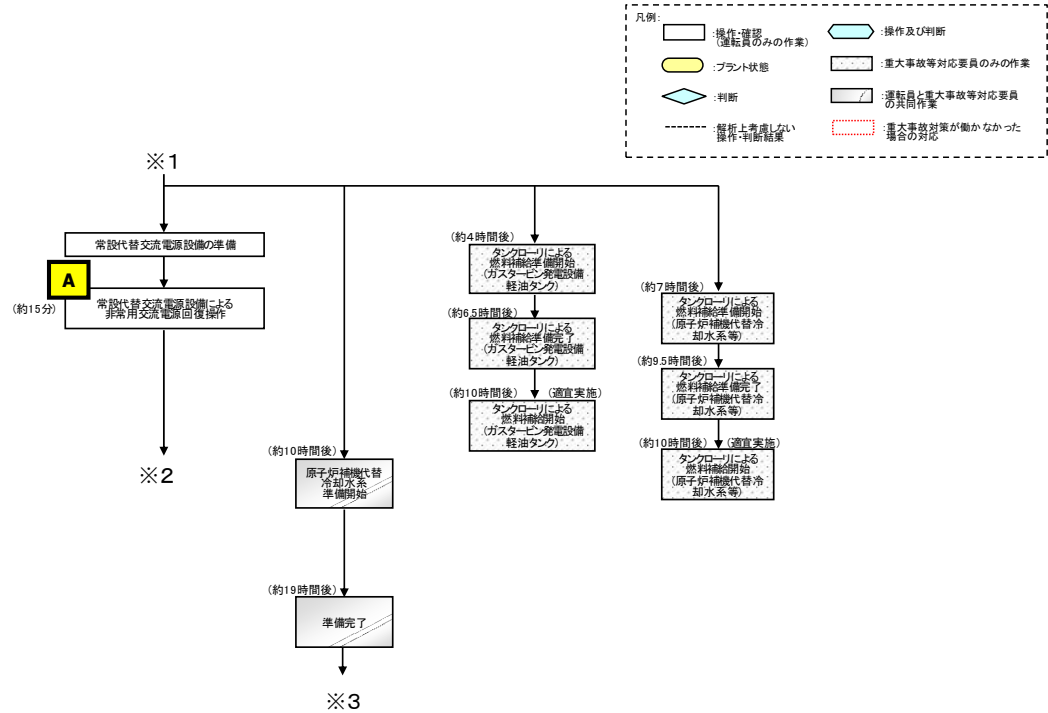 凡例:
:操作・確認
(運転員のみの作業)
:操作及び判断
:プラント状態
:重大事故等対応要員のみの作業
:判断
:運転員と重大事故等対応要員
の共同作業
:解析上考慮しない
操作・判断結果
:重大事故対策が働かなかった
場合の対応
※1
常設代替交流電源設備の準備
A
(約15分)
常設代替交流電源設備による
非常用交流電源回復操作
※2
(約10時間後)
原子炉補機代替
冷却水系
準備開始
(約19時間後)
準備完了
※3
(約4時間後)
タンクローリによる
燃料補給準備開始
(ガスタービン発電設備
軽油タンク)
(約6.5時間後)
タンクローリによる
燃料補給準備完了
(ガスタービン発電設備
軽油タンク)
(約10時間後) (適宜実施)
タンクローリによる
燃料補給開始
(ガスタービン発電設備
軽油タンク)
(約7時間後)
タンクローリによる
燃料補給準備開始
(原子炉補機代替冷
却水系等)
(約9.5時間後)
タンクローリによる
燃料補給準備完了
(原子炉補機代替冷
却水系等)
(約10時間後) (適宜実施)
タンクローリによる
燃料補給開始
(原子炉補機代替冷
却水系等)